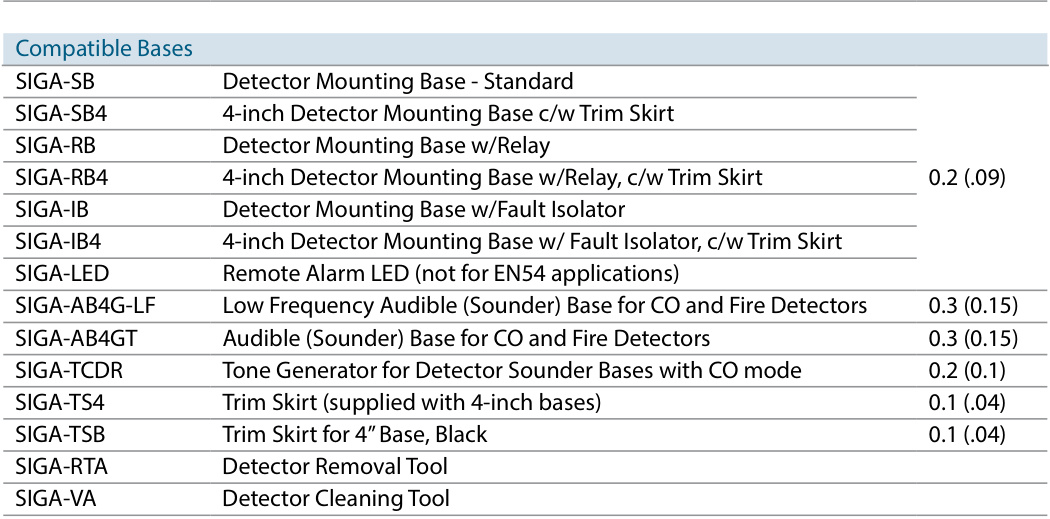 Compatible Bases
SIGA-SB Detector Mounting Base - Standard
SIGA-SB4 4-inch Detector Mounting Base c/w Trim Skirt
SIGA-RB Detector Mounting Base w/Relay
SIGA-RB4 4-inch Detector Mounting Base w/Relay, c/w Trim Skirt 0.2 (.09)
SIGA-IB Detector Mounting Base w/Fault Isolator
SIGA-IB4 4-inch Detector Mounting Base w/ Fault Isolator, c/w Trim Skirt
SIGA-LED Remote Alarm LED (not for EN54 applications)
SIGA-AB4G-LF Low Frequency Audible (Sounder) Base for CO and Fire Detectors 0.3 (0.15)
SIGA-AB4GT Audible (Sounder) Base for CO and Fire Detectors 0.3 (0.15)
SIGA-TCDR Tone Generator for Detector Sounder Bases with CO mode 0.2 (0.1)
SIGA-TS4 Trim Skirt (supplied with 4-inch bases) 0.1 (.04)
SIGA-TSB Trim Skirt for 4” Base, Black 0.1 (.04)
SIGA-RTA Detector Removal Tool
SIGA-VA Detector Cleaning Tool